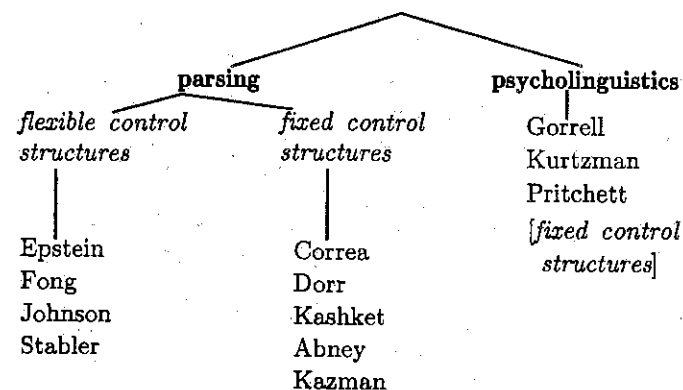 parsing
psycholinguistics
flexible control
structures
fixed control
structures
Gorrell
Kurtzman
Pritchett
[fixed control
structures]
Epstein
Fong
Johnson
Stabler
Correa
Dorr
Kashket
Abney
Kazman